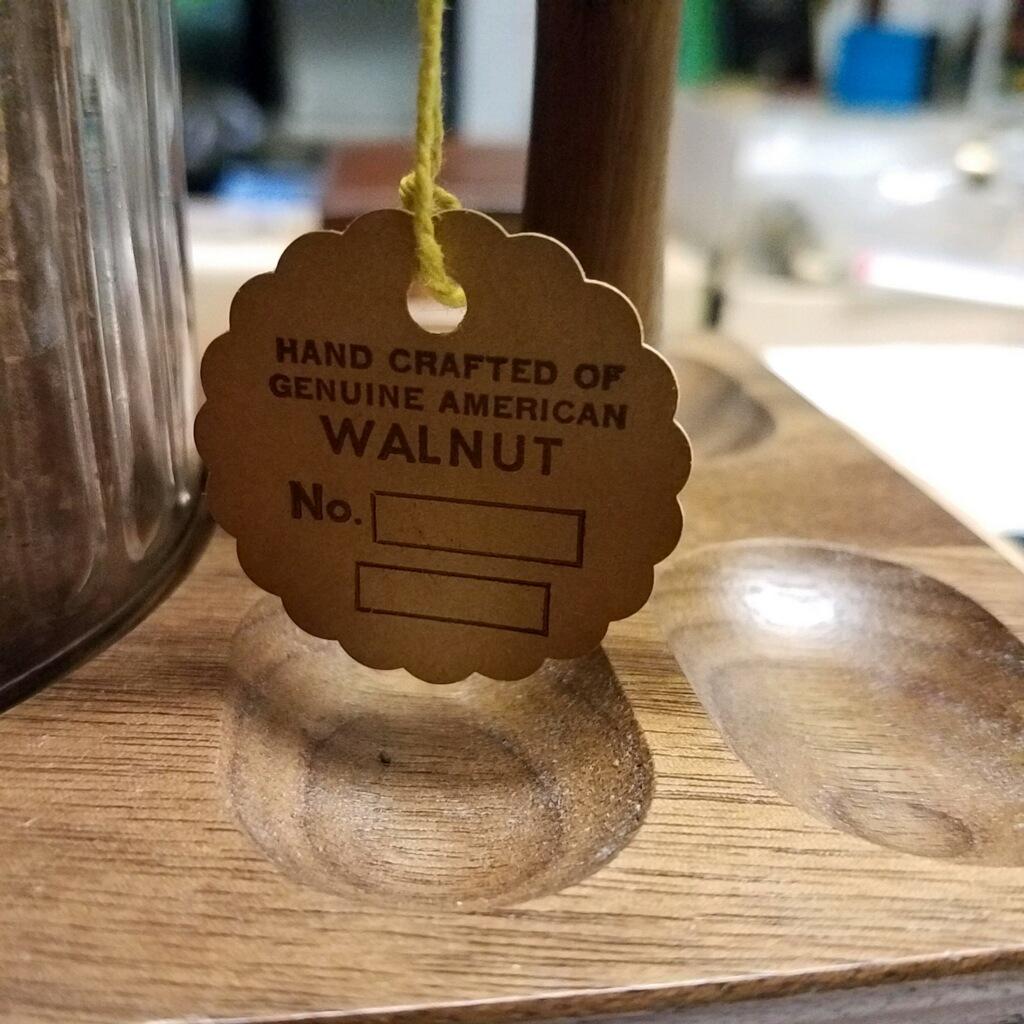 HAND CRAFTED OF
GENUINE AMERICAN
WALNUT
No.